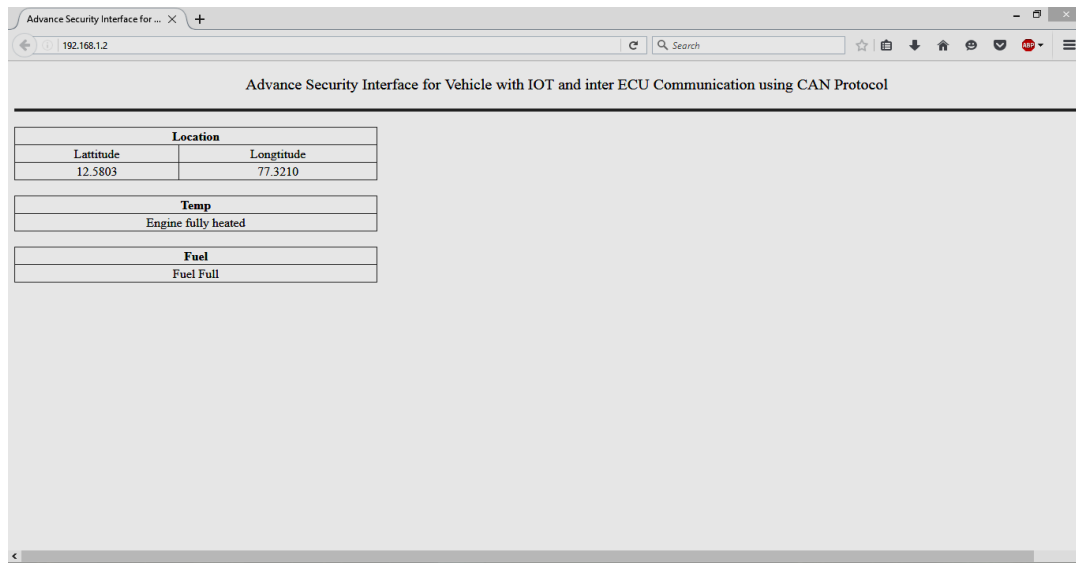 Advance Security Interface for ...
192.168.1.2
Search
ABP
Advance Security Interface for Vehicle with IOT and inter ECU Communication using CAN Protocol
Location
Lattitude Longtitude
12.5803 77.3210
Temp
Engine fully heated
Fuel
Fuel Full